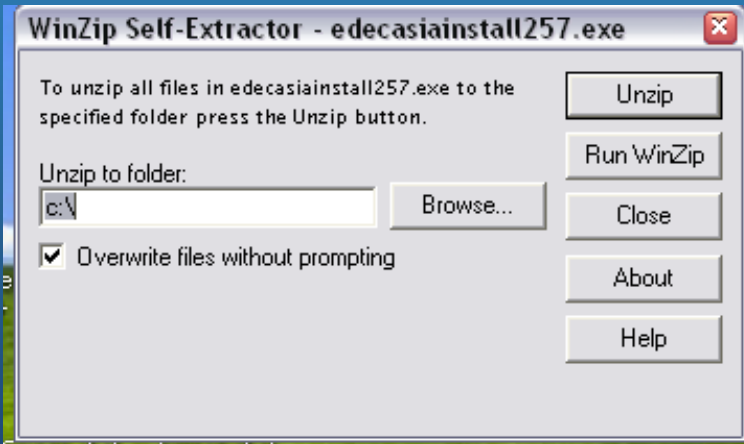 WinZip Self-Extractor - edecasiainstall257.exe
To unzip all files in edecasiainstall257.exe to the
specified folder press the Unzip button.
Unzip to folder:
c:\
Browse...
Overwrite files without prompting
Unzip
Run WinZip
Close
About
Help